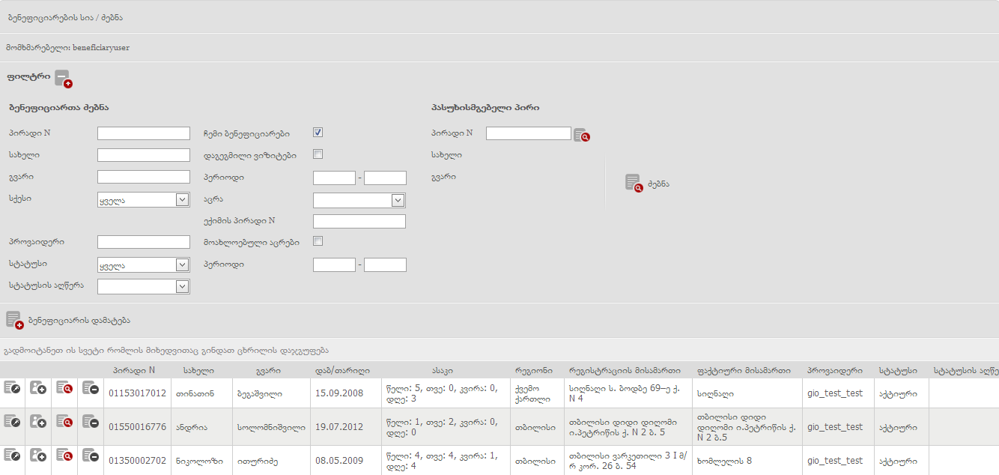 ბენეფიციარების სია / ძებნა
მომხმარებელი: beneficiaryuser
ფილტრი
ბენეფიციართა ძებნა პასუხისმგებელი პირი
პირადი N ჩემი ბენეფიციარები პირადი N
სახელი დაგეგმილი ვიზიტები სახელი
გვარი პერიოდი - გვარი
ძებნა
სქესი ყველა აცრა
ექიმის პირადი N
პროვაიდერი მოახლოებული აცრები
სტატუსი ყველა პერიოდი -
სტატუსის აღწერა
ბენეფიციარის დამატება
გადმოიტანეთ ის სვეტი რომლის მიხედვითაც გინდათ ცხრილის დაჯგუფება
პირადი N სახელი გვარი დაბ/თარიღი ასაკი რეგიონი რეგისტრაციის მისამართი ფაქტიური მისამართი პროვაიდერი სტატუსი სტატუსის აღწე
01153017012 თინათინ ბეგაშვილი 15.09.2008 წელი: 5, თვე: 0, კვირა: 0, დღე: 3 ქვემო ქართლი სიღნაღი ს. ბოდბე 69–ე ქ. N 4 სიღნაღი gio_test_test აქტიური
01550016776 ანდრია სოლომნიშვილი 19.07.2012 წელი: 1, თვე: 2, კვირა: 0, დღე: 0 თბილისი თბილისი დიდი დიღომი ი.პეტრიწის ქ. N 2 ბ. 5 თბილისი დიდი დიღომი ი.პეტრიწის ქ. N 2 ბ.5 gio_test_test აქტიური
01350002702 ნიკოლოზი ითურიძე 08.05.2009 წელი: 4, თვე: 4, კვირა: 1, დღე: 4 თბილისი თბილისი ვარკეთილი 3 I მ/რ კორ. 26 ბ. 54 ხომლელის 8 gio_test_test აქტიური